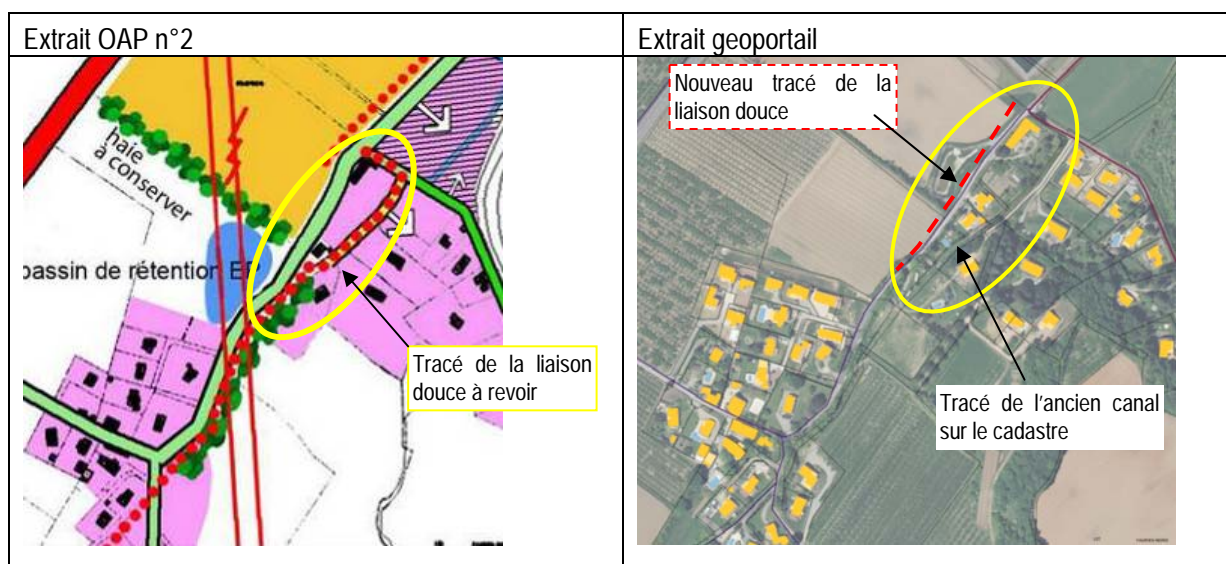 Extrait OAP n°2
Extrait geoportail
haie
à conserver
bassin de rétention EP
Tracé de la liaison
douce à revoir
Nouveau tracé de la
liaison douce
Tracé de l'ancien canal
sur le cadastre